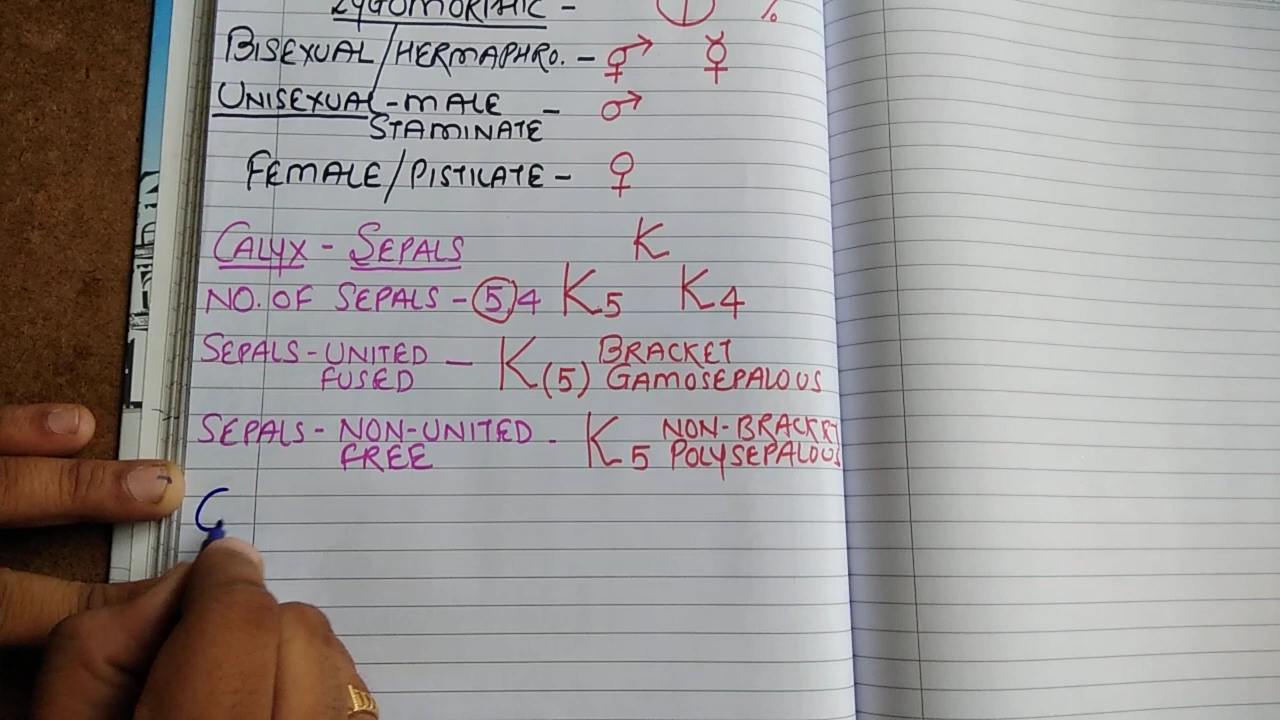 ZYGOMORPHIC - %
BISEXUAL/HERMAPHRO. - ⚥ ☿
UNISEXUAL-MALE - ♂
STAMINATE
FEMALE/PISTILATE - ♀
CALYX - SEPALS K
NO. OF SEPALS - 5 4 K5 K4
SEPALS-UNITED - K(5) BRACKET
FUSED GAMOSEPALOUS
SEPALS - NON-UNITED - K5 NON-BRACKET
FREE POLYSEPALOUS
C